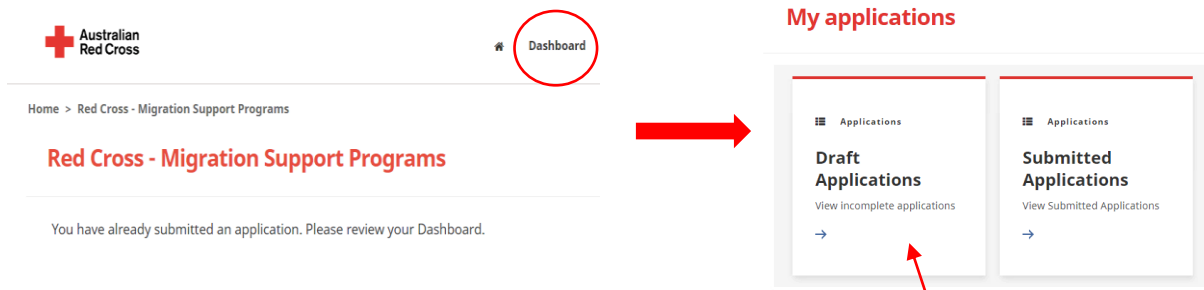 Australian
Red Cross
Dashboard
Home > Red Cross - Migration Support Programs
Red Cross - Migration Support Programs
You have already submitted an application. Please review your Dashboard.
My applications
Applications
Draft
Applications
View incomplete applications
Applications
Submitted
Applications
View Submitted Applications